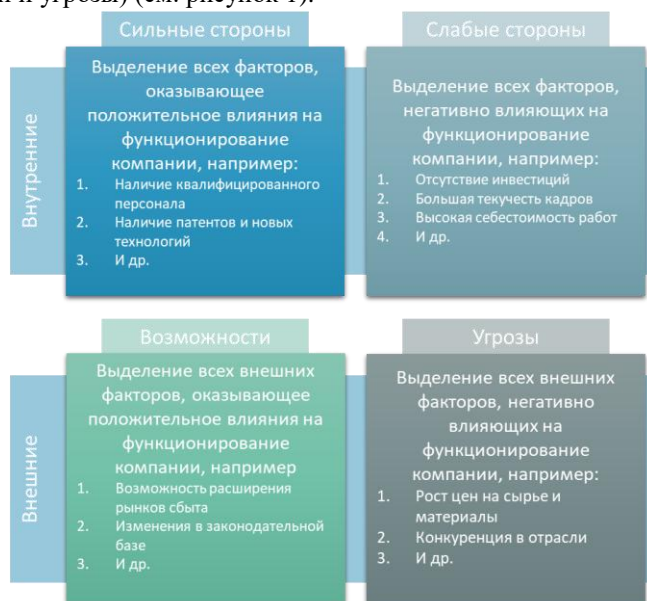 и угрозы) (см. рисунок 1).
Сильные стороны
Слабые стороны
Внутренние
Выделение всех факторов,
оказывающее
положительное влияния на
функционирование
компании, например:
1. Наличие квалифицированного
персонала
2. Наличие патентов и новых
технологий
3. И др.
Выделение всех факторов,
негативно влияющих на
функционирование
компании, например:
1. Отсутствие инвестиций
2. Большая текучесть кадров
3. Высокая себестоимость работ
4. И др.
Возможности
Угрозы
Внешние
Выделение всех внешних
факторов, оказывающее
положительное влияния на
функционирование
компании, например
1. Возможность расширения
рынков сбыта
2. Изменения в законодательной
базе
3. И др.
Выделение всех внешних
факторов, негативно
влияющих на
функционирование
компании, например:
1. Рост цен на сырье и
материалы
2. Конкуренция в отрасли
3. И др.